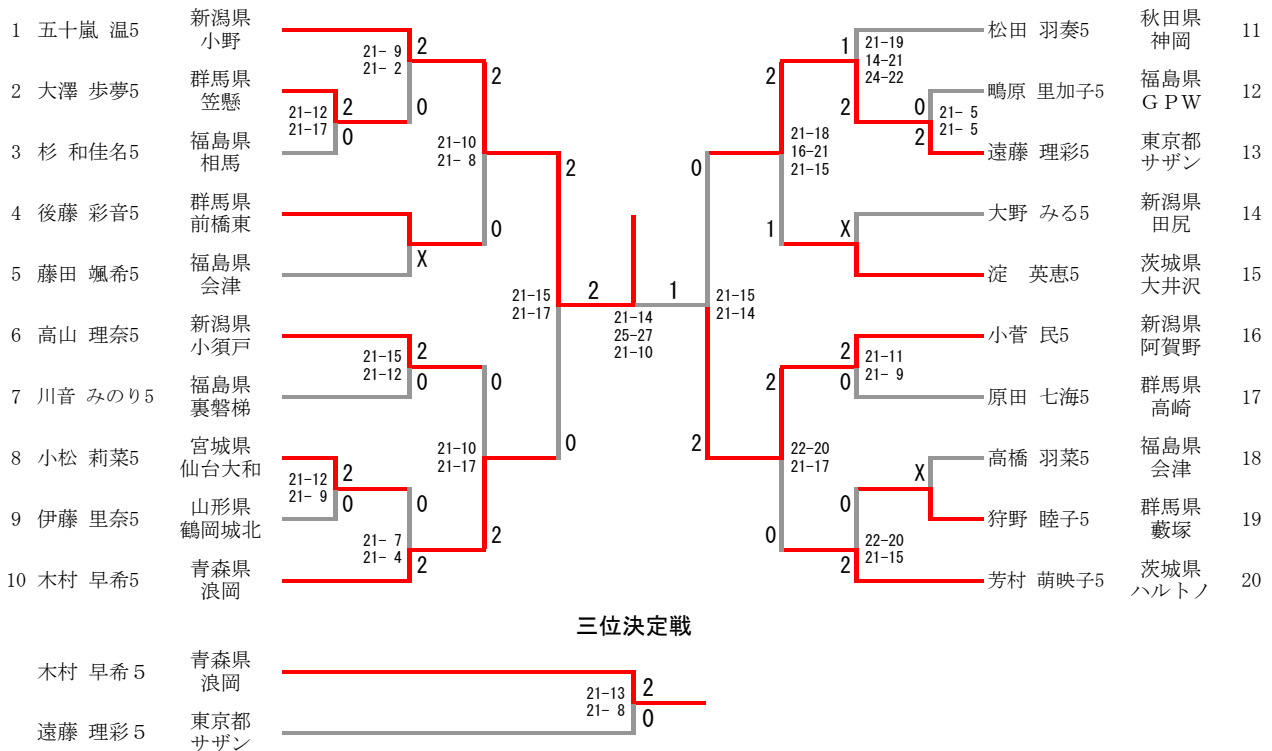 1 五十嵐 温5 新潟県 小野
2 大澤 歩夢5 群馬県 笠懸
3 杉 和佳名5 福島県 相馬
4 後藤 彩音5 群馬県 前橋東
5 藤田 颯希5 福島県 会津
6 高山 理奈5 新潟県 小須戸
7 川音 みのり5 福島県 裏磐梯
8 小松 莉菜5 宮城県 仙台大和
9 伊藤 里奈5 山形県 鶴岡城北
10 木村 早希5 青森県 浪岡
21- 9
21- 2
2
0
21-12
21-17
2
0
21-10
21- 8
2
0
X
21-15
21-17
2
0
21-15
21-12
2
0
21-10
21-17
0
2
21-12
21- 9
2
0
21- 7
21- 4
0
2
2
1
21-14
25-27
21-10
松田 羽奏5 秋田県 神岡 11
鴫原 里加子5 福島県 GPW 12
遠藤 理彩5 東京都 サザン 13
大野 みる5 新潟県 田尻 14
淀 英恵5 茨城県 大井沢 15
小菅 民5 新潟県 阿賀野 16
原田 七海5 群馬県 高崎 17
高橋 羽菜5 福島県 会津 18
狩野 睦子5 群馬県 藪塚 19
芳村 萌映子5 茨城県 ハルトノ 20
1
21-19
14-21
24-22
2
0
21- 5
21- 5
2
2
21-18
16-21
21-15
1
X
0
21-15
21-14
2
2
21-11
21- 9
0
2
22-20
21-17
0
X
0
22-20
21-15
2
三位決定戦
木村 早希5 青森県 浪岡
遠藤 理彩5 東京都 サザン
21-13
21- 8
2
0